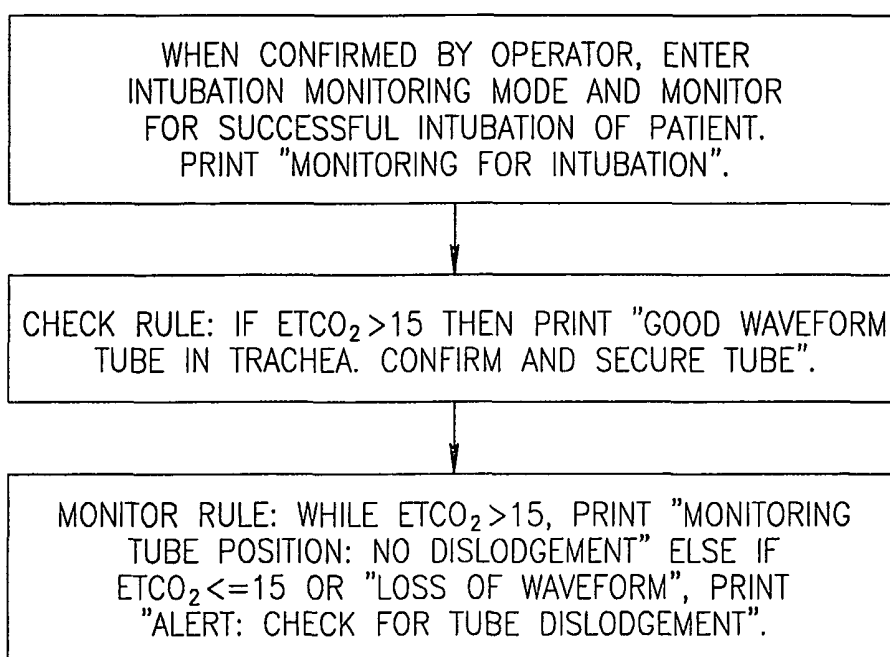 WHEN CONFIRMED BY OPERATOR, ENTER
INTUBATION MONITORING MODE AND MONITOR
FOR SUCCESSFUL INTUBATION OF PATIENT.
PRINT "MONITORING FOR INTUBATION".
CHECK RULE: IF ETCO₂>15 THEN PRINT "GOOD WAVEFORM
TUBE IN TRACHEA. CONFIRM AND SECURE TUBE".
MONITOR RULE: WHILE ETCO₂>15, PRINT "MONITORING
TUBE POSITION: NO DISLODGEMENT" ELSE IF
ETCO₂<=15 OR "LOSS OF WAVEFORM", PRINT
"ALERT: CHECK FOR TUBE DISLODGEMENT".